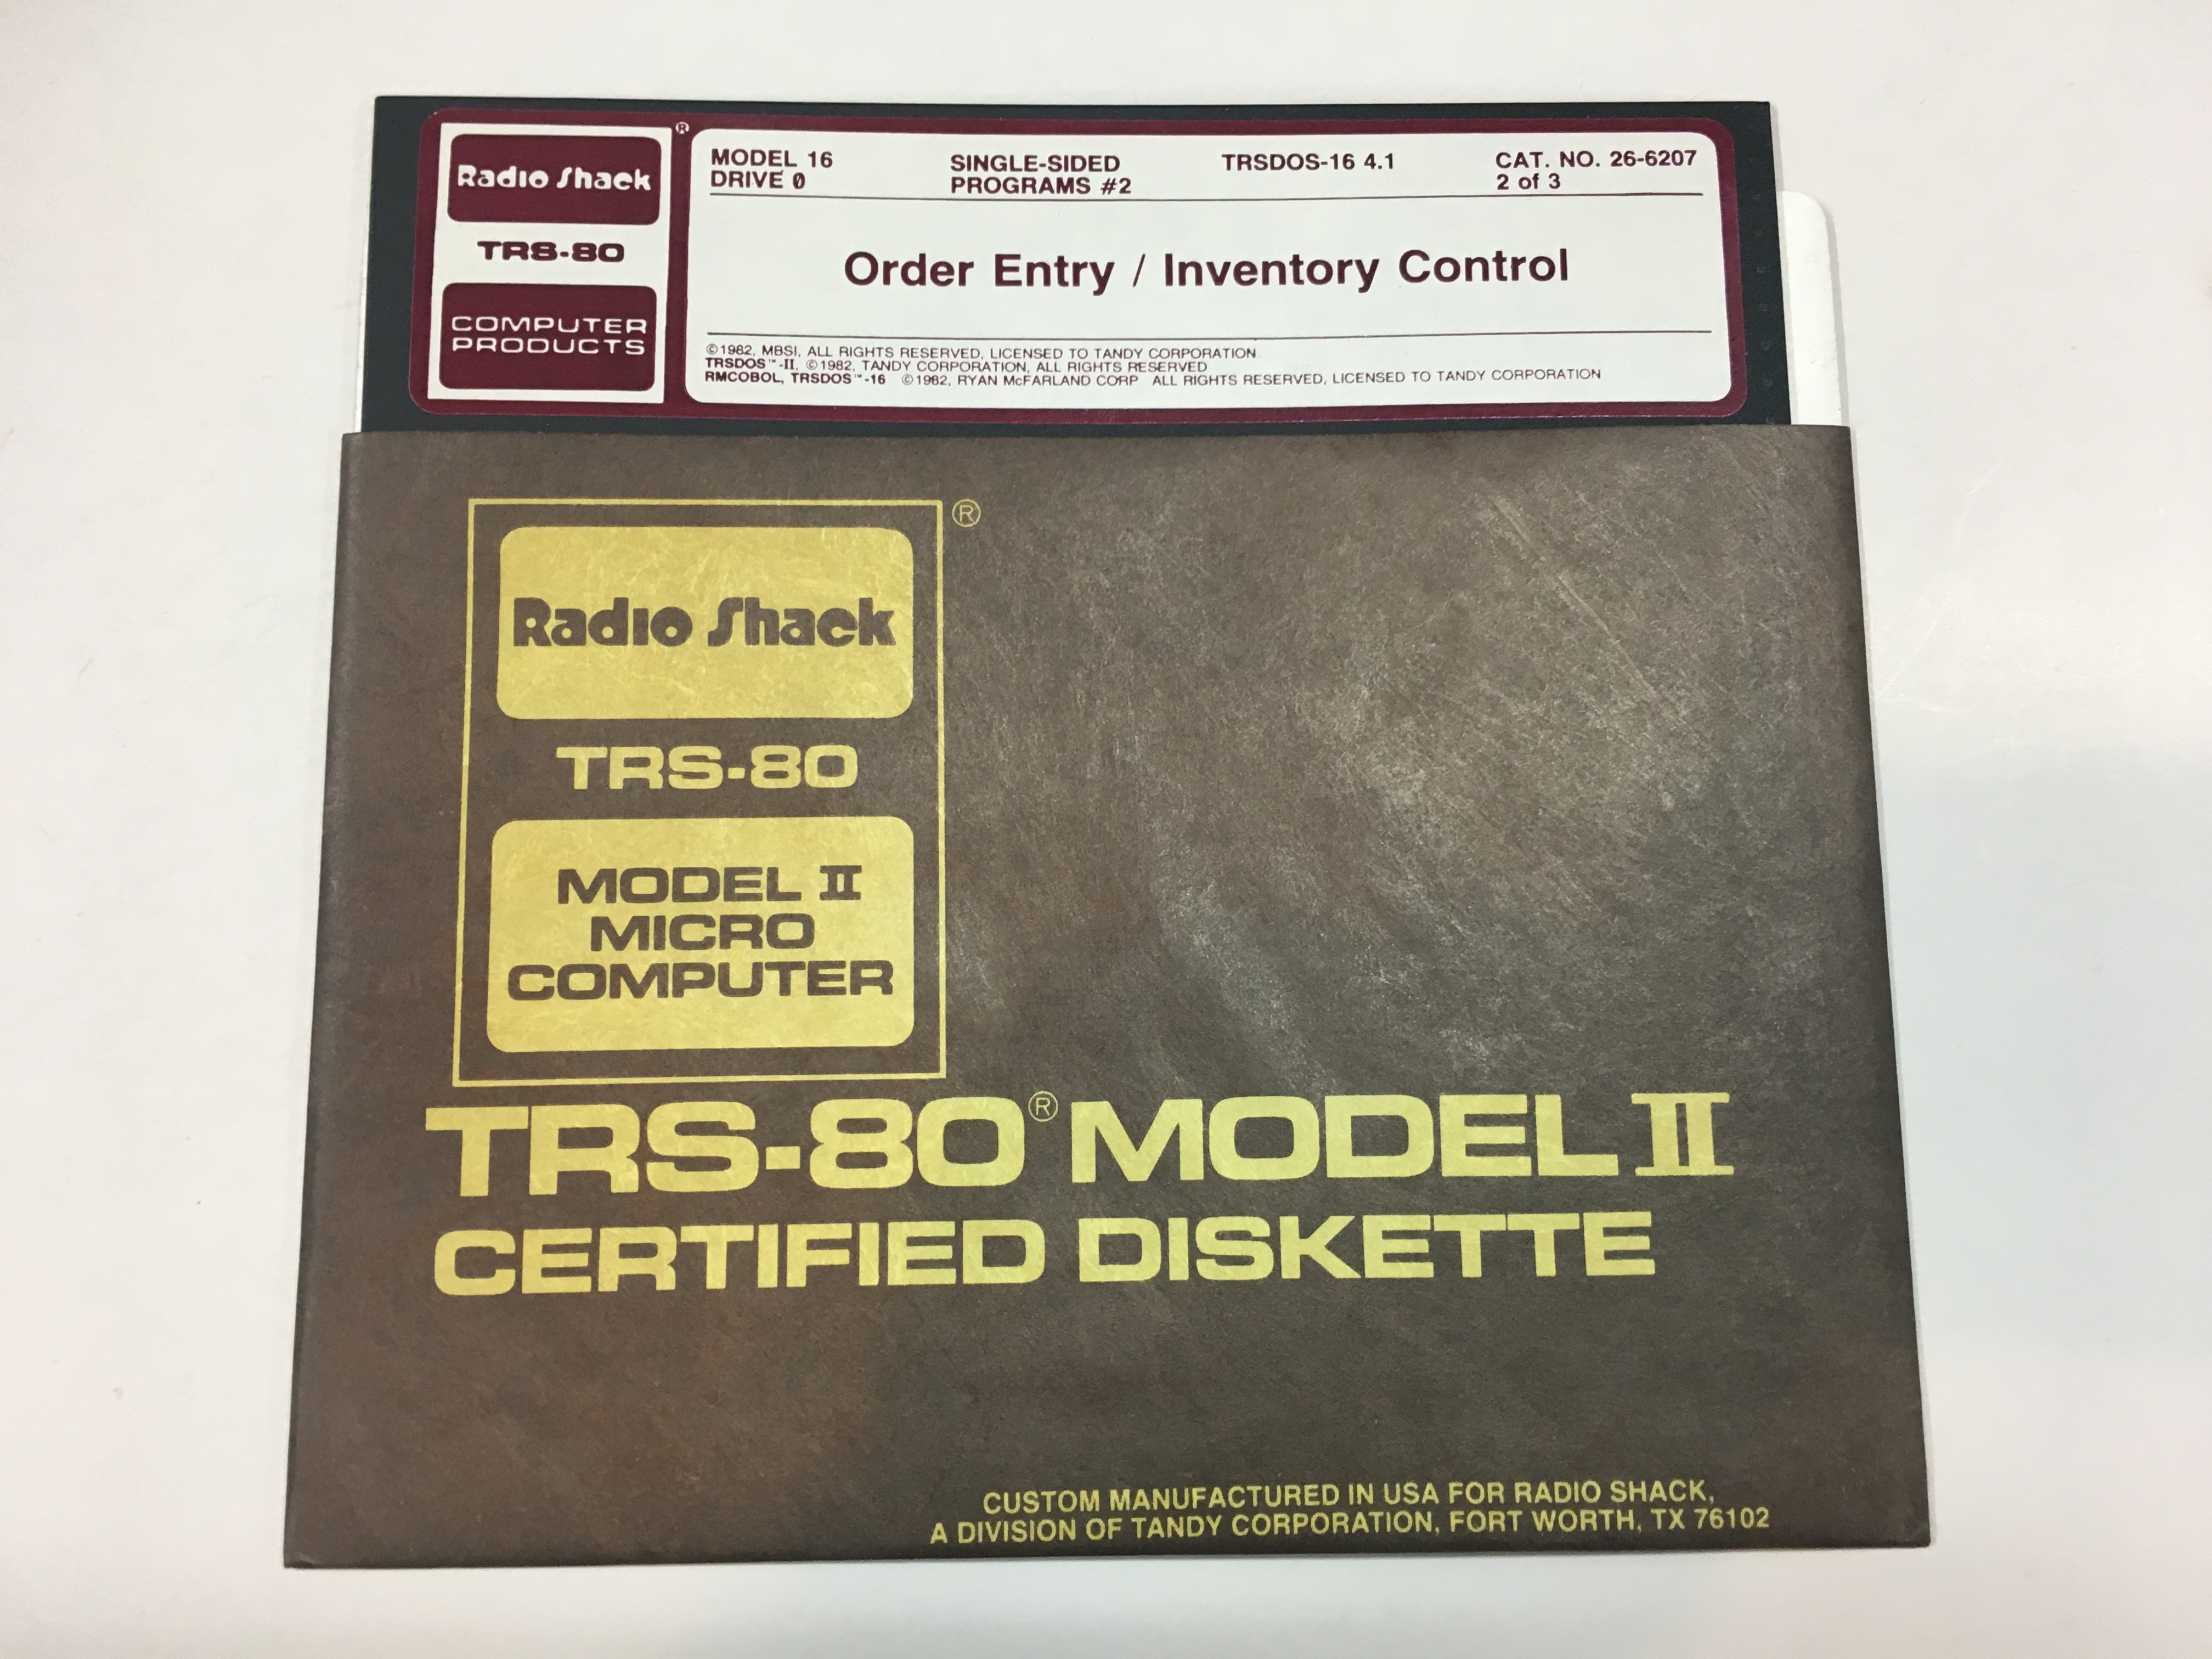 Radio Shack ®
TRS-80
COMPUTER
PRODUCTS
MODEL 16 SINGLE-SIDED TRSDOS-16 4.1 CAT. NO. 26-6207
DRIVE 0 PROGRAMS #2 2 of 3
Order Entry / Inventory Control
©1982, MBSI, ALL RIGHTS RESERVED, LICENSED TO TANDY CORPORATION
TRSDOS™-II, ©1982, TANDY CORPORATION, ALL RIGHTS RESERVED
RMCOBOL, TRSDOS™-16 ©1982, RYAN McFARLAND CORP ALL RIGHTS RESERVED, LICENSED TO TANDY CORPORATION
Radio Shack ®
TRS-80
MODEL II
MICRO
COMPUTER
TRS-80® MODEL II
CERTIFIED DISKETTE
CUSTOM MANUFACTURED IN USA FOR RADIO SHACK,
A DIVISION OF TANDY CORPORATION, FORT WORTH, TX 76102